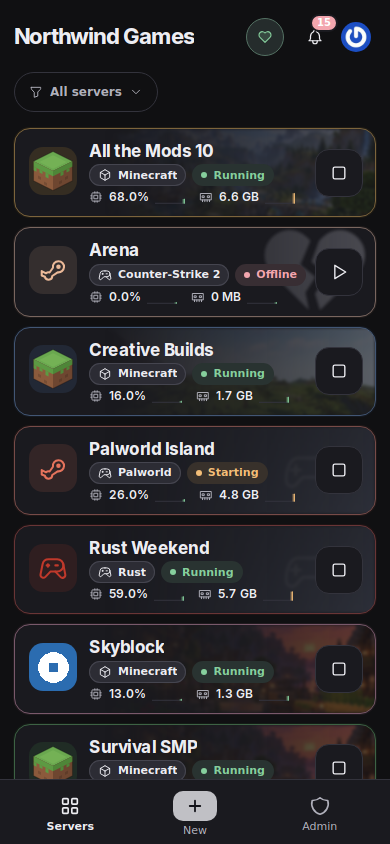 Northwind Games
15
All servers
All the Mods 10
Minecraft Running
68.0% 6.6 GB
Arena
Counter-Strike 2 Offline
0.0% 0 MB
Creative Builds
Minecraft Running
16.0% 1.7 GB
Palworld Island
Palworld Starting
26.0% 4.8 GB
Rust Weekend
Rust Running
59.0% 5.7 GB
Skyblock
Minecraft Running
13.0% 1.3 GB
Survival SMP
Minecraft Running
Servers New Admin